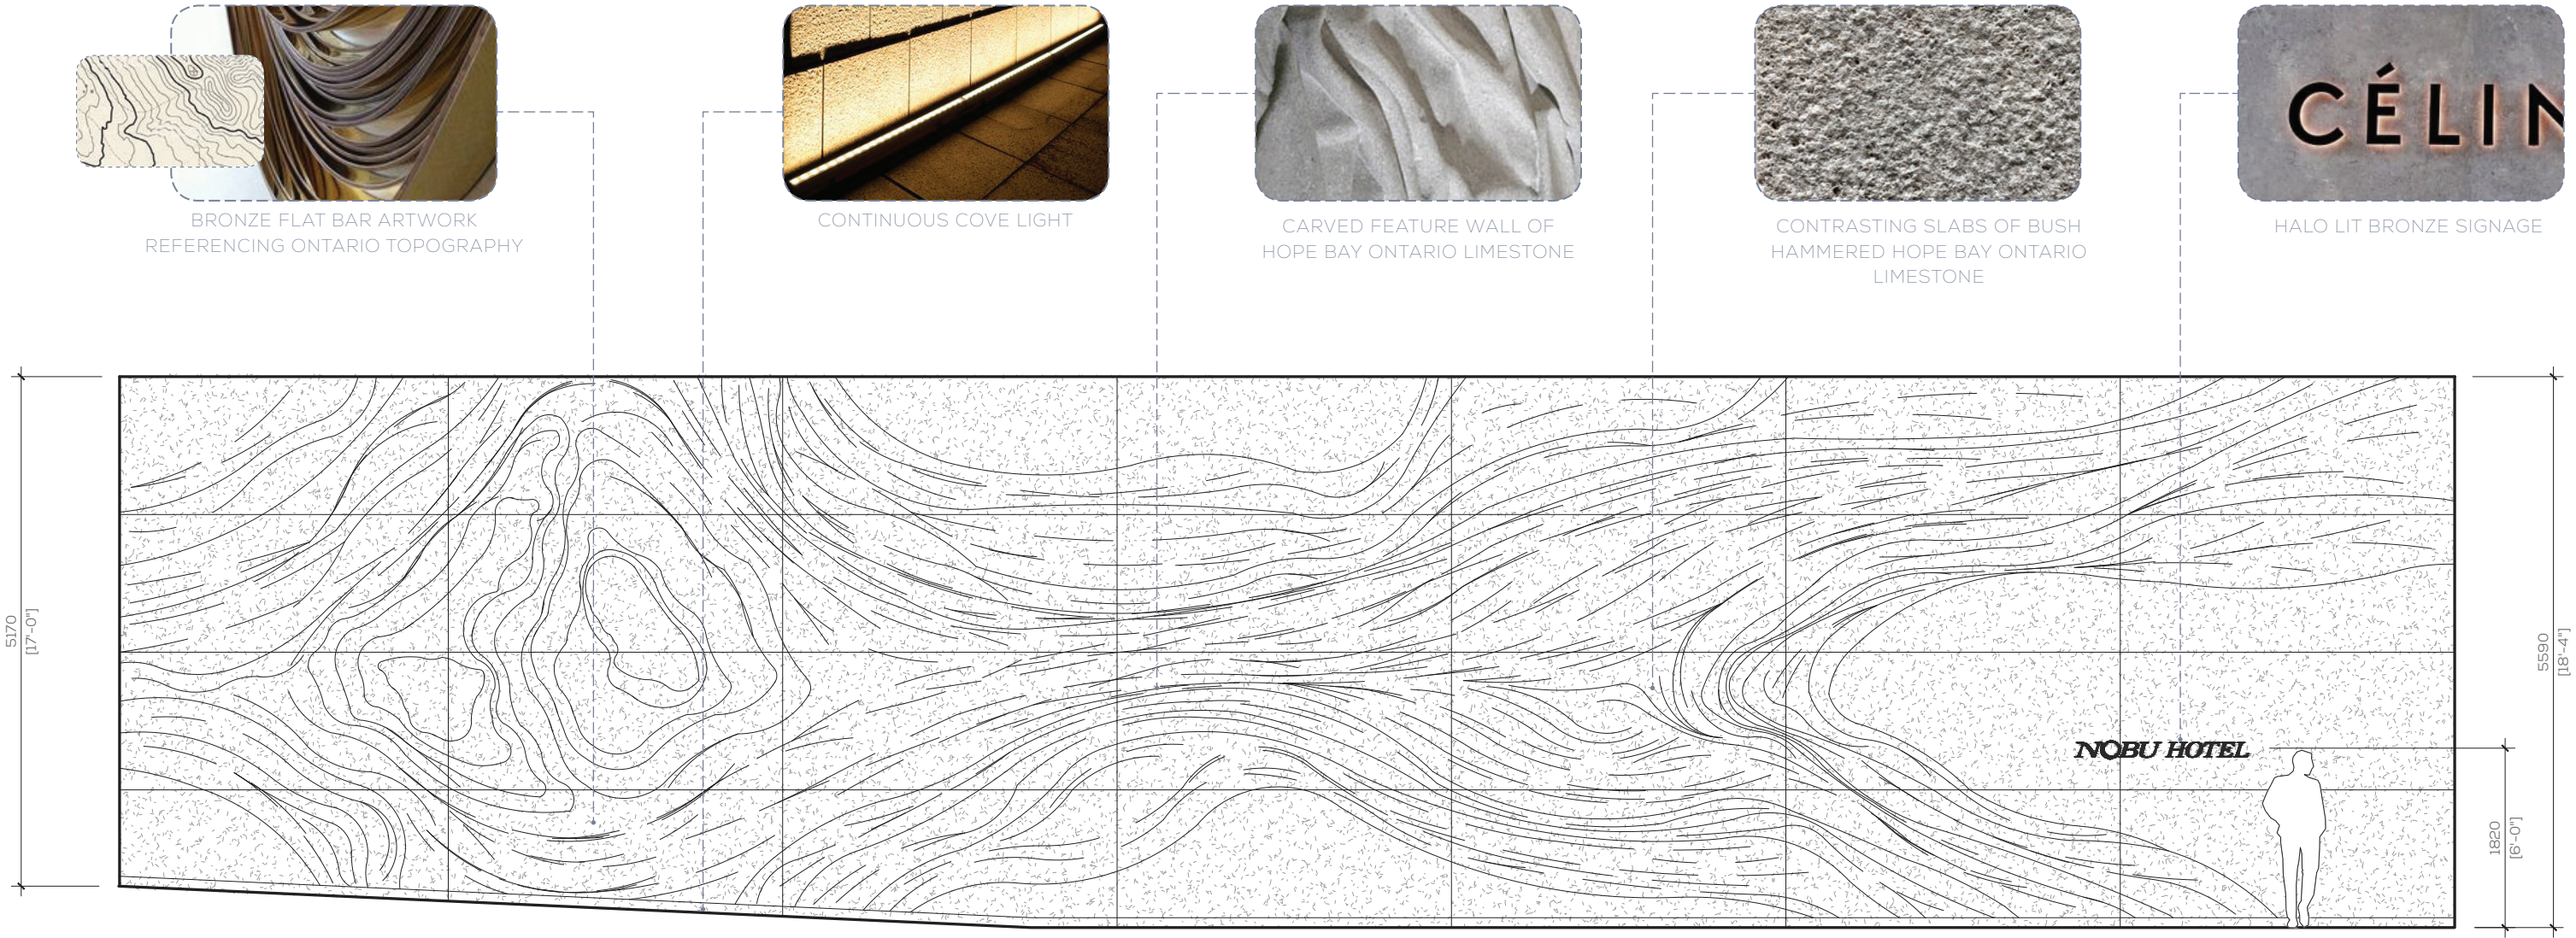 CÉLIN
BRONZE FLAT BAR ARTWORK
REFERENCING ONTARIO TOPOGRAPHY
CONTINUOUS COVE LIGHT
CARVED FEATURE WALL OF
HOPE BAY ONTARIO LIMESTONE
CONTRASTING SLABS OF BUSH
HAMMERED HOPE BAY ONTARIO
LIMESTONE
HALO LIT BRONZE SIGNAGE
5170
[17'-0"]
NOBU HOTEL
1820
[6'-0"]
5590
[18'-4"]